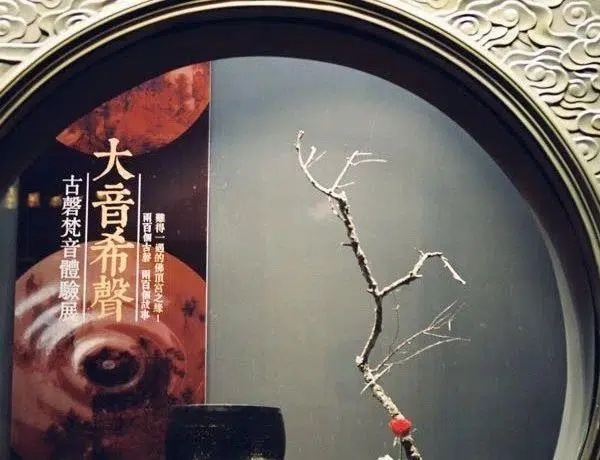 難得一遇的佛頂宮之緣！
兩百個古磬 兩百個故事
大音希聲
古磬梵音體驗展